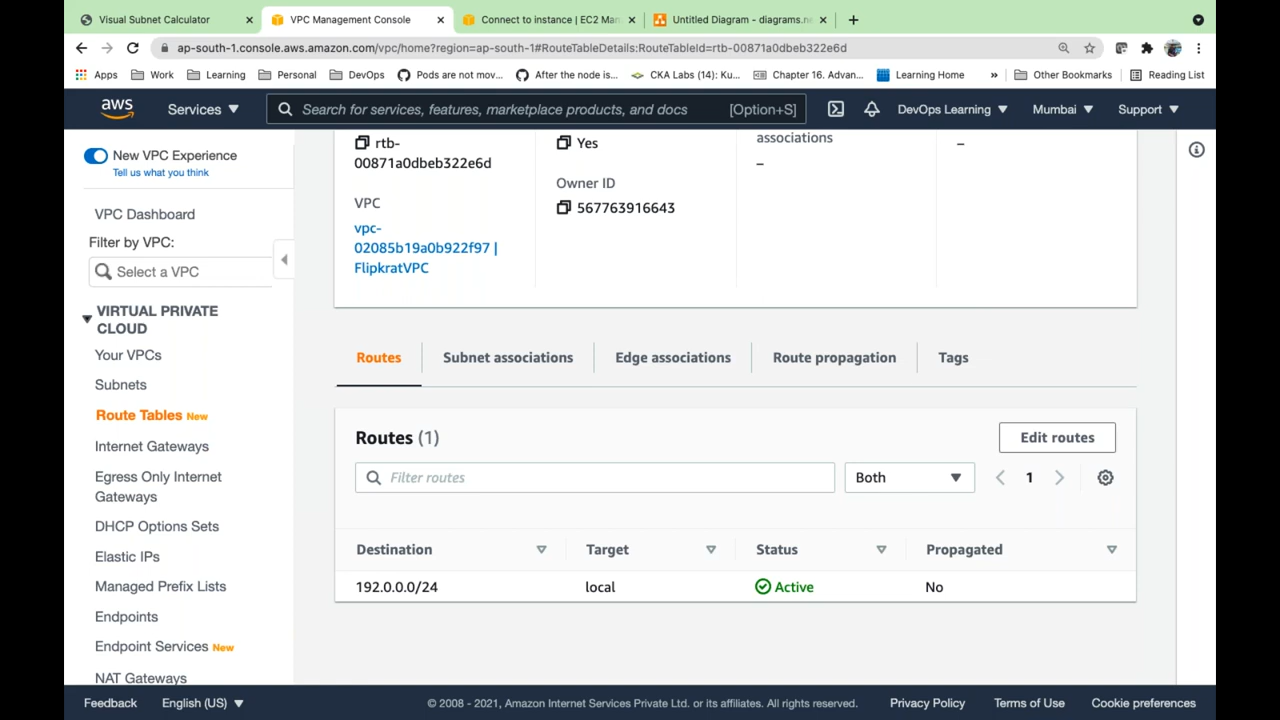 Visual Subnet Calculator
VPC Management Console
Connect to instance | EC2 Man
Untitled Diagram - diagrams.ne
ap-south-1.console.aws.amazon.com/vpc/home?region=ap-south-1#RouteTableDetails:RouteTableId=rtb-00871a0dbeb322e6d
Apps
Work
Learning
Personal
DevOps
Pods are not mov...
After the node is...
CKA Labs (14): Ku...
Chapter 16. Advan...
Learning Home
»
Other Bookmarks
Reading List
aws
Services
Search for services, features, marketplace products, and docs
[Option+S]
DevOps Learning
Mumbai
Support
New VPC Experience
Tell us what you think
VPC Dashboard
Filter by VPC:
Select a VPC
VIRTUAL PRIVATE
CLOUD
Your VPCs
Subnets
Route Tables New
Internet Gateways
Egress Only Internet
Gateways
DHCP Options Sets
Elastic IPs
Managed Prefix Lists
Endpoints
Endpoint Services New
NAT Gateways
rtb-
00871a0dbeb322e6d
VPC
vpc-
02085b19a0b922f97 |
FlipkratVPC
Yes
Owner ID
567763916643
associations
–
–
Routes
Subnet associations
Edge associations
Route propagation
Tags
Routes (1)
Edit routes
Filter routes
Both
1
Destination
Target
Status
Propagated
192.0.0.0/24
local
Active
No
Feedback
English (US)
© 2008 - 2021, Amazon Internet Services Private Ltd. or its affiliates. All rights reserved.
Privacy Policy
Terms of Use
Cookie preferences